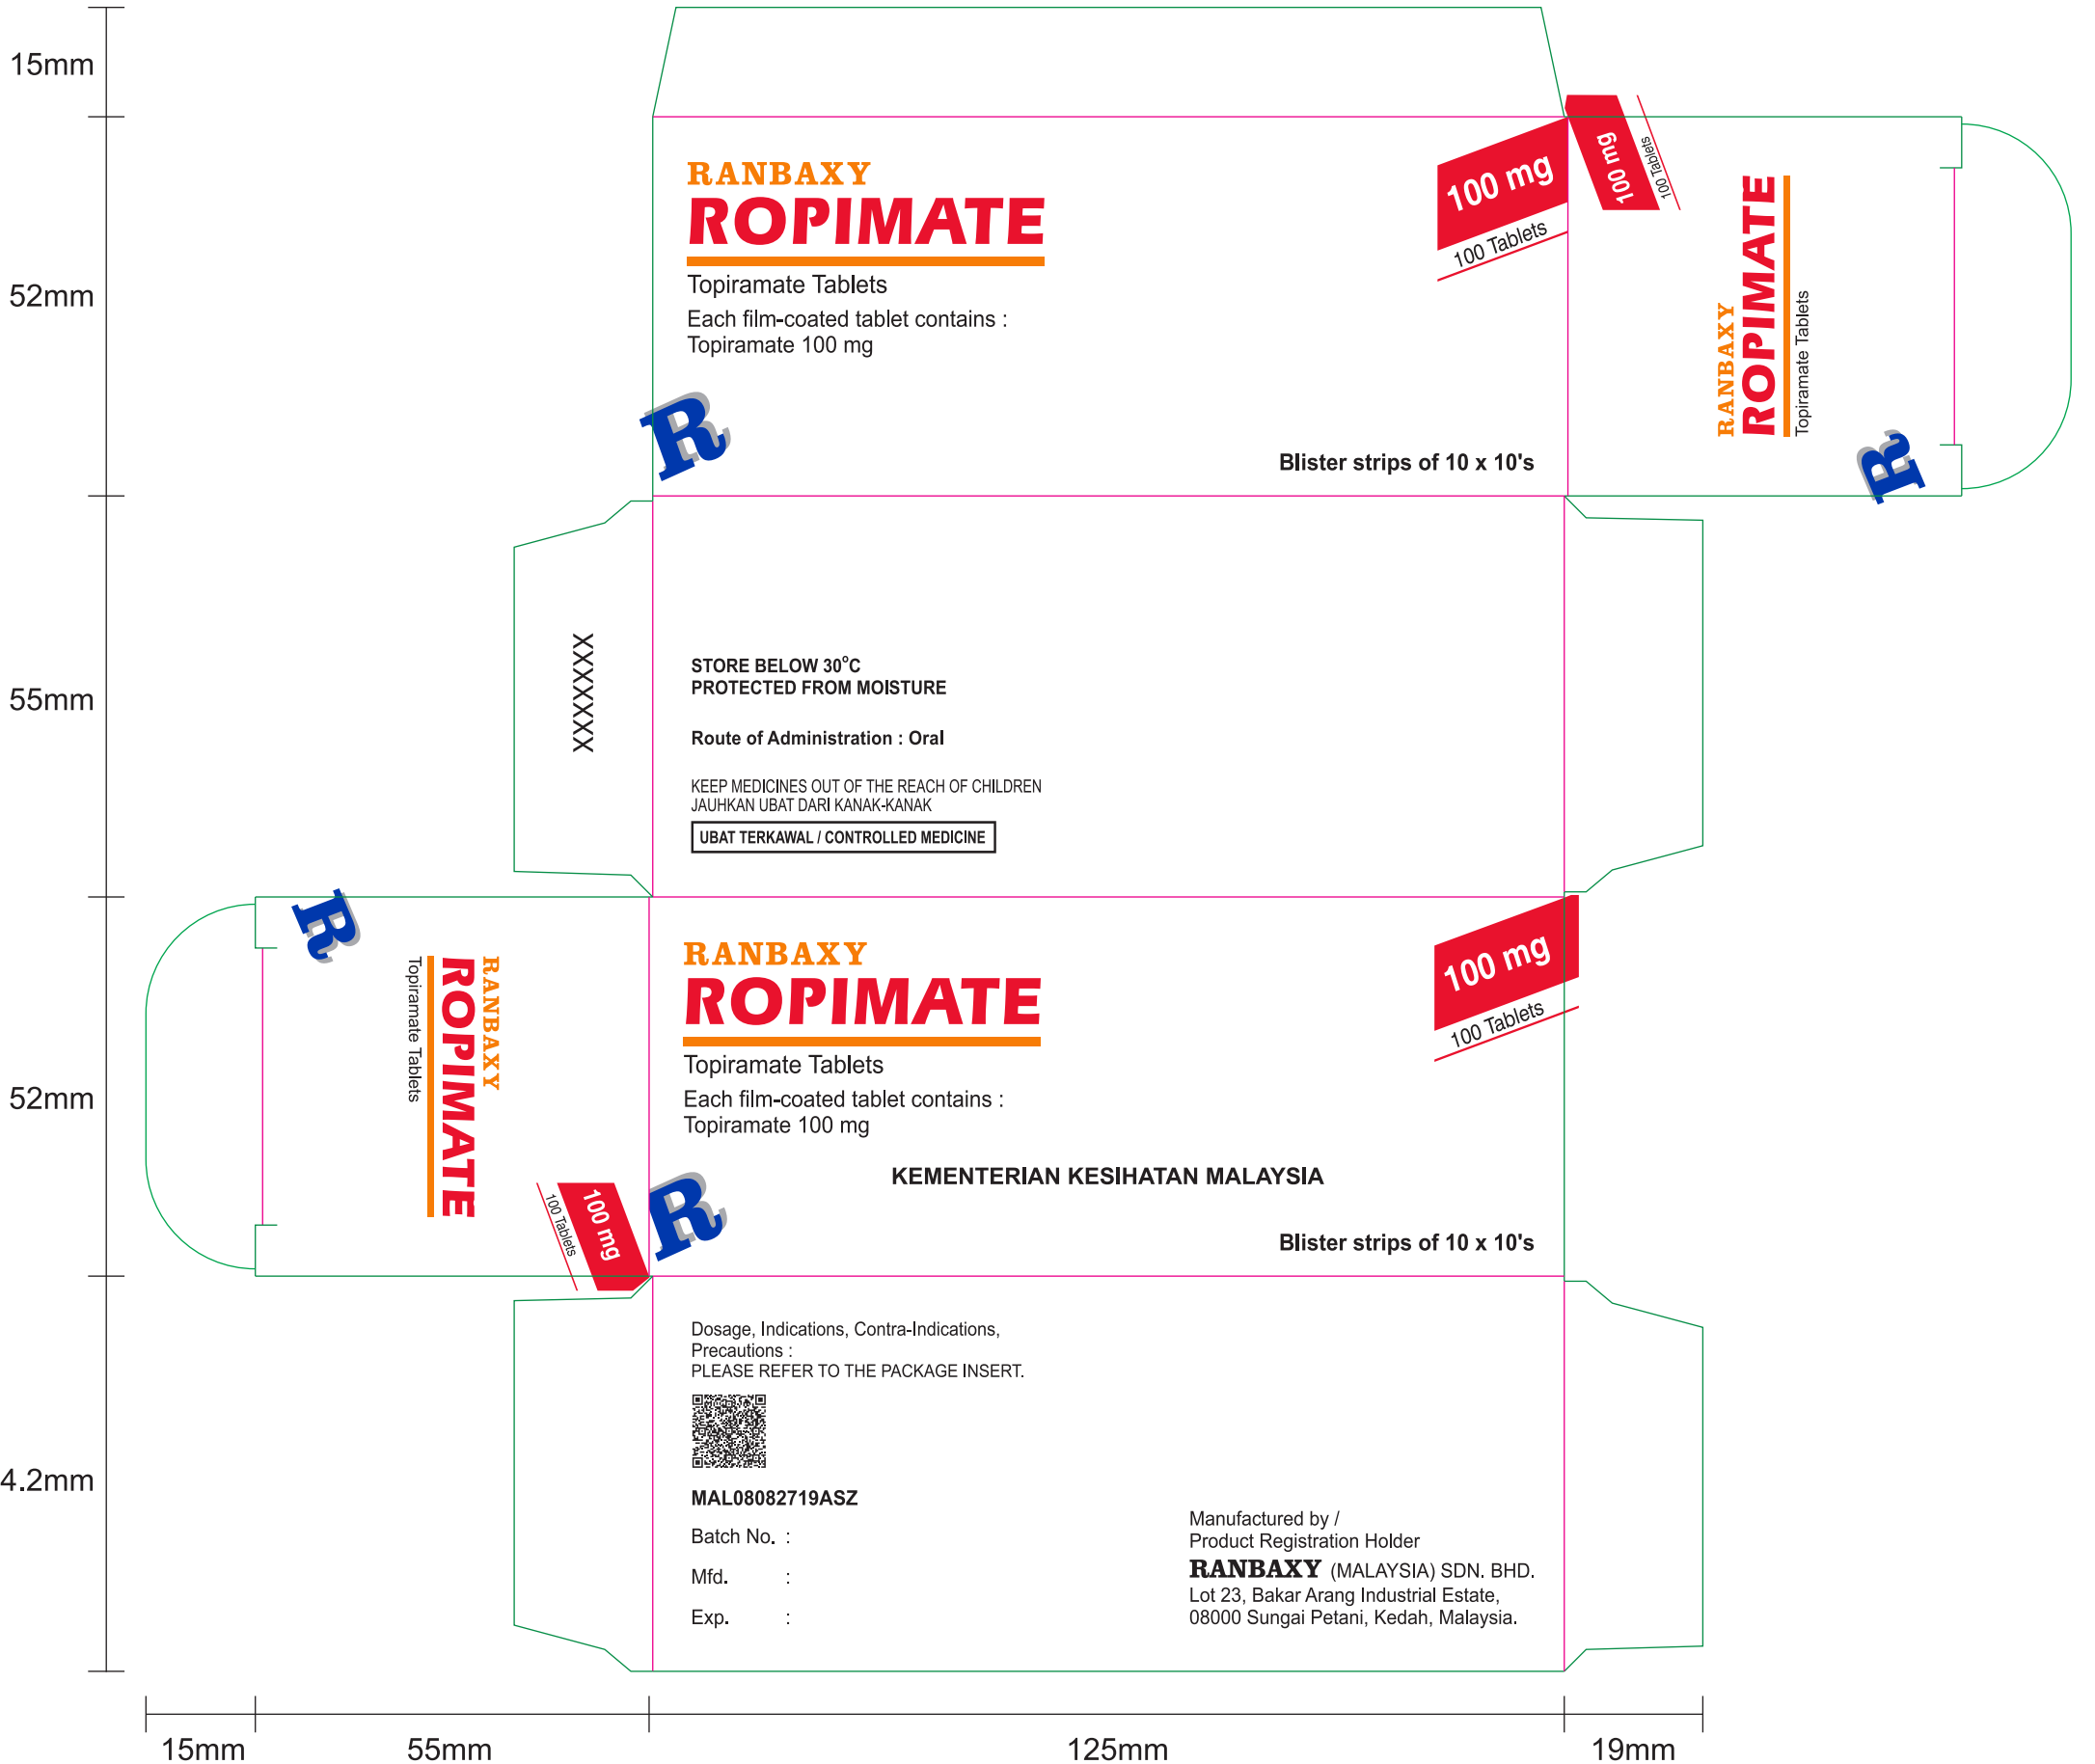 15mm
52mm
55mm
52mm
4.2mm
15mm
55mm
125mm
19mm
RANBAXY
ROPIMATE
Topiramate Tablets
Each film-coated tablet contains :
Topiramate 100 mg
100 mg
100 Tablets
R
Blister strips of 10 x 10's
100 mg
100 Tablets
RANBAXY
ROPIMATE
Topiramate Tablets
R
XXXXXXX
STORE BELOW 30°C
PROTECTED FROM MOISTURE
Route of Administration : Oral
KEEP MEDICINES OUT OF THE REACH OF CHILDREN
JAUHKAN UBAT DARI KANAK-KANAK
UBAT TERKAWAL / CONTROLLED MEDICINE
R
RANBAXY
ROPIMATE
Topiramate Tablets
100 mg
100 Tablets
RANBAXY
ROPIMATE
Topiramate Tablets
Each film-coated tablet contains :
Topiramate 100 mg
100 mg
100 Tablets
KEMENTERIAN KESIHATAN MALAYSIA
R
Blister strips of 10 x 10's
Dosage, Indications, Contra-Indications,
Precautions :
PLEASE REFER TO THE PACKAGE INSERT.
MAL08082719ASZ
Batch No. :
Mfd. :
Exp. :
Manufactured by /
Product Registration Holder
RANBAXY (MALAYSIA) SDN. BHD.
Lot 23, Bakar Arang Industrial Estate,
08000 Sungai Petani, Kedah, Malaysia.